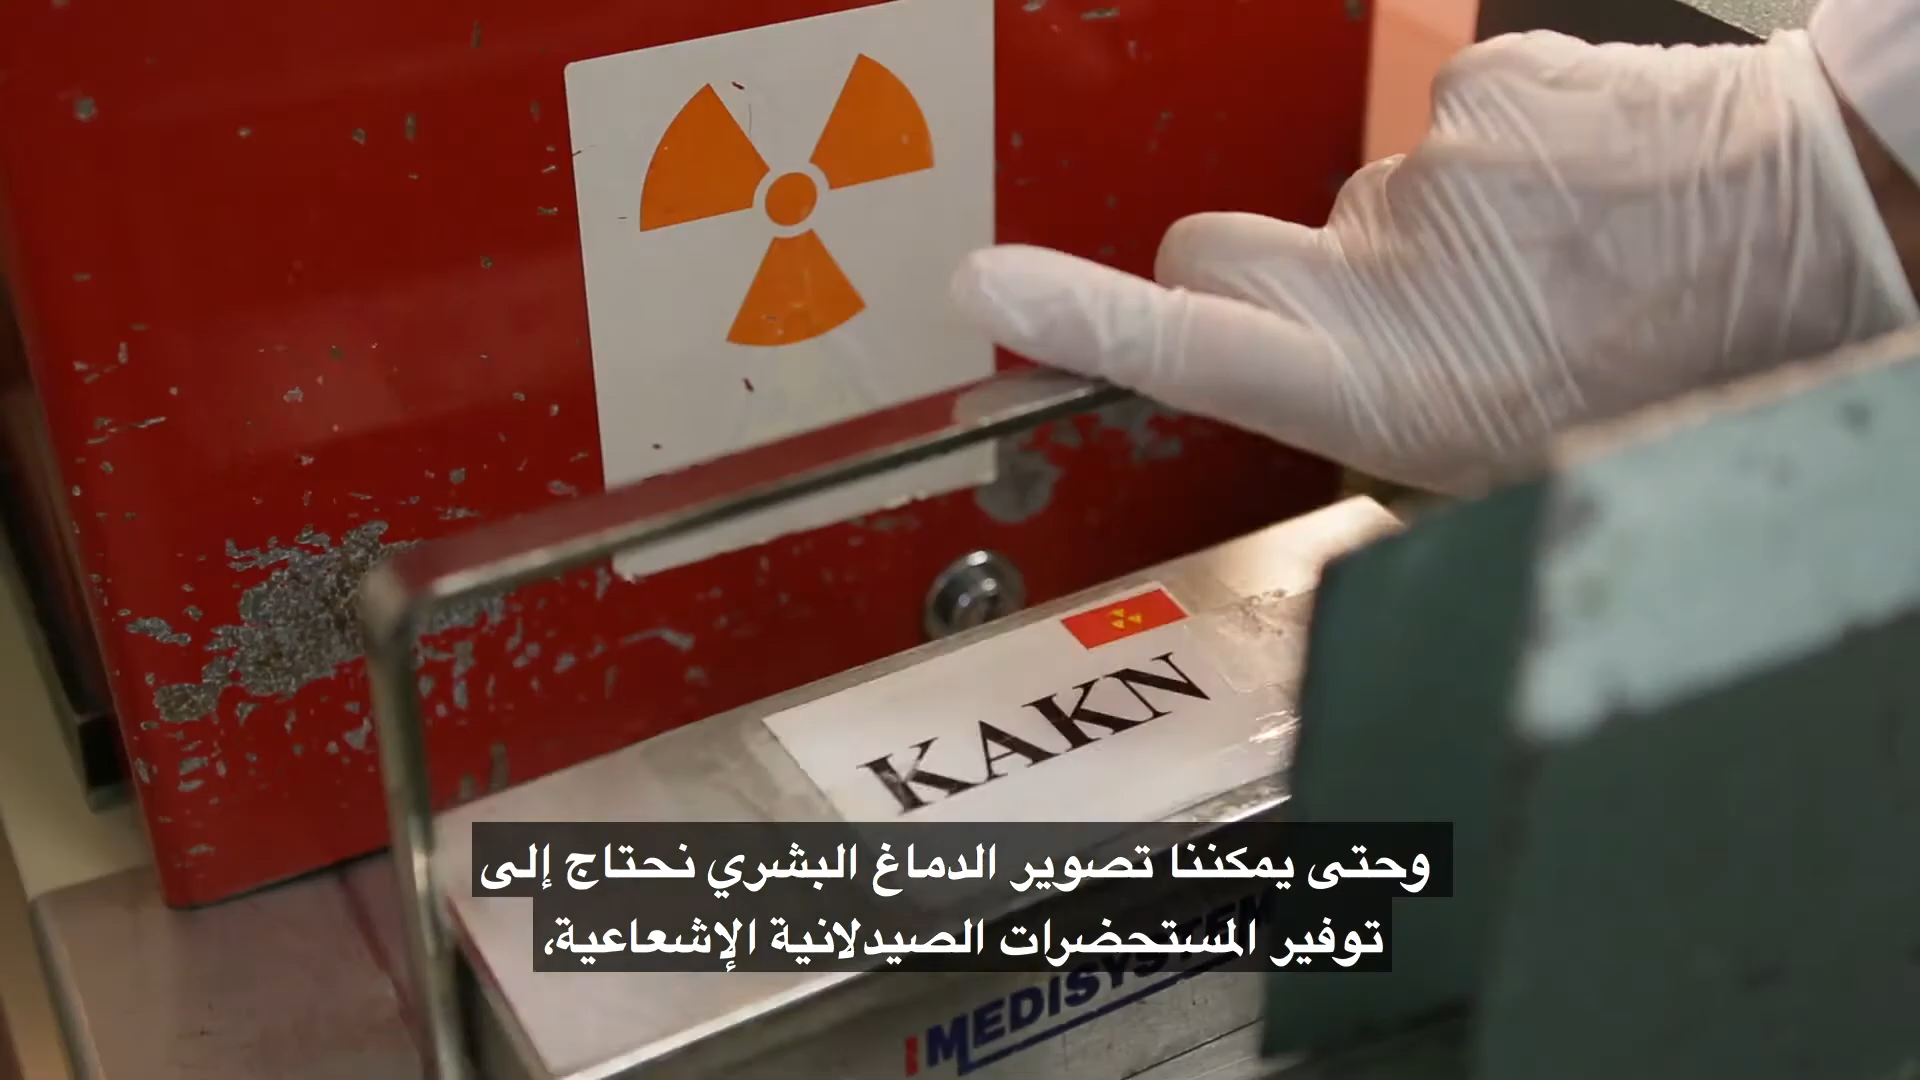 KAKN
وحتى يمكننا تصوير الدماغ البشري نحتاج إلى
توفير المستحضرات الصيدلانية الإشعاعية،
MEDISYSTEM